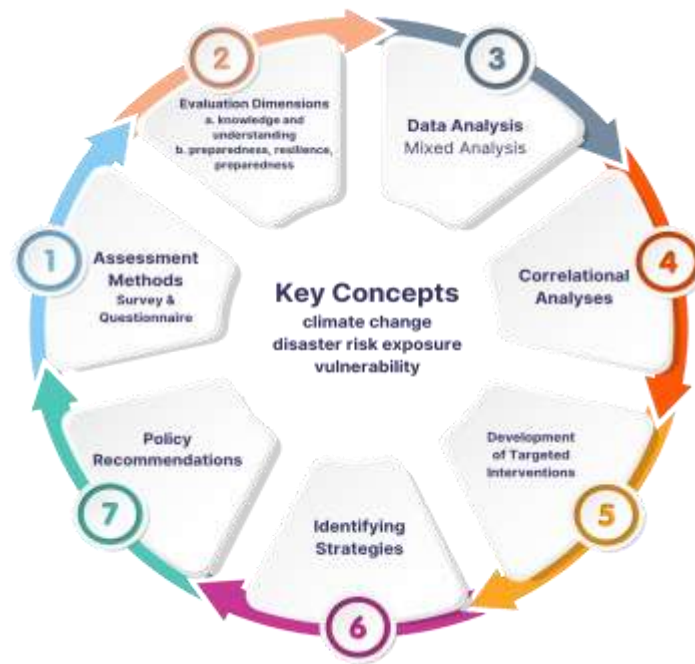 1
Assessment
Methods
Survey &
Questionnaire
2
Evaluation Dimensions
a. knowledge and
understanding
b. preparedness, resilience,
preparedness
3
Data Analysis
Mixed Analysis
4
Correlational
Analyses
5
Development
of Targeted
Interventions
6
Identifying
Strategies
7
Policy
Recommendations
Key Concepts
climate change
disaster risk exposure
vulnerability